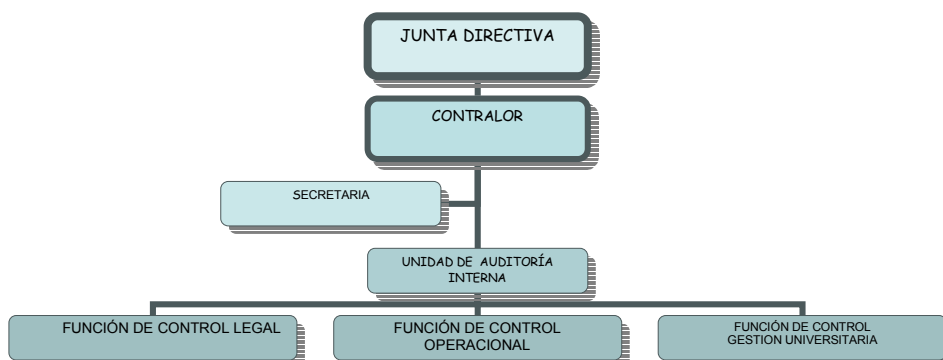 JUNTA DIRECTIVA
CONTRALOR
SECRETARIA
UNIDAD DE AUDITORÍA
INTERNA
FUNCIÓN DE CONTROL LEGAL
FUNCIÓN DE CONTROL
OPERACIONAL
FUNCIÓN DE CONTROL
GESTION UNIVERSITARIA